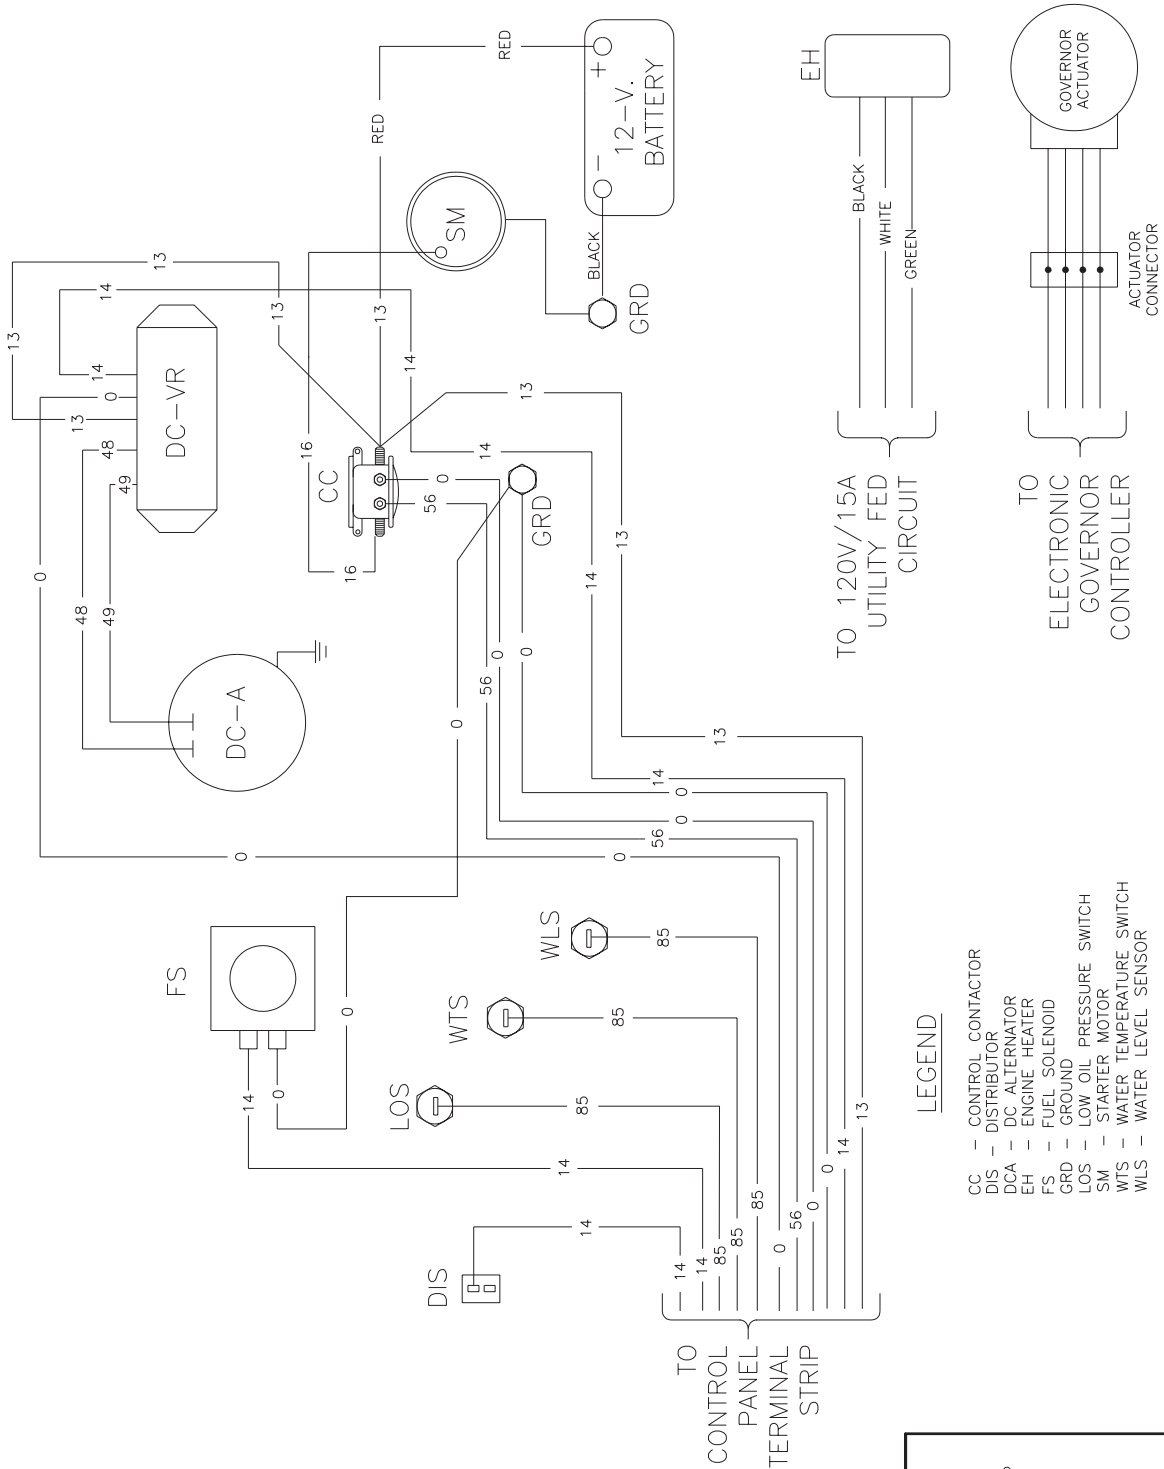 RED
RED
+
−
12−V.
BATTERY
BLACK
GRD
SM
EH
BLACK
WHITE
GREEN
GOVERNOR
ACTUATOR
ACTUATOR
CONNECTOR
TO 120V/15A
UTILITY FED
CIRCUIT
TO
ELECTRONIC
GOVERNOR
CONTROLLER
13
13
14
13
13
14
14
0
13
48
49
DC−VR
0
48
49
DC−A
16
16
CC
56
0
GRD
13
14
13
14
56
0
0
0
13
14
0
0
56
0
0
FS
14
0
0
WLS
85
WTS
85
LOS
85
14
DIS
14
14
14
85
85
85
0
56
0
0
14
13
TO
CONTROL
PANEL
TERMINAL
STRIP
LEGEND
CC − CONTROL CONTACTOR
DIS − DISTRIBUTOR
DCA − DC ALTERNATOR
EH − ENGINE HEATER
FS − FUEL SOLENOID
GRD − GROUND
LOS − LOW OIL PRESSURE SWITCH
SM − STARTER MOTOR
WTS − WATER TEMPERATURE SWITCH
WLS − WATER LEVEL SENSOR